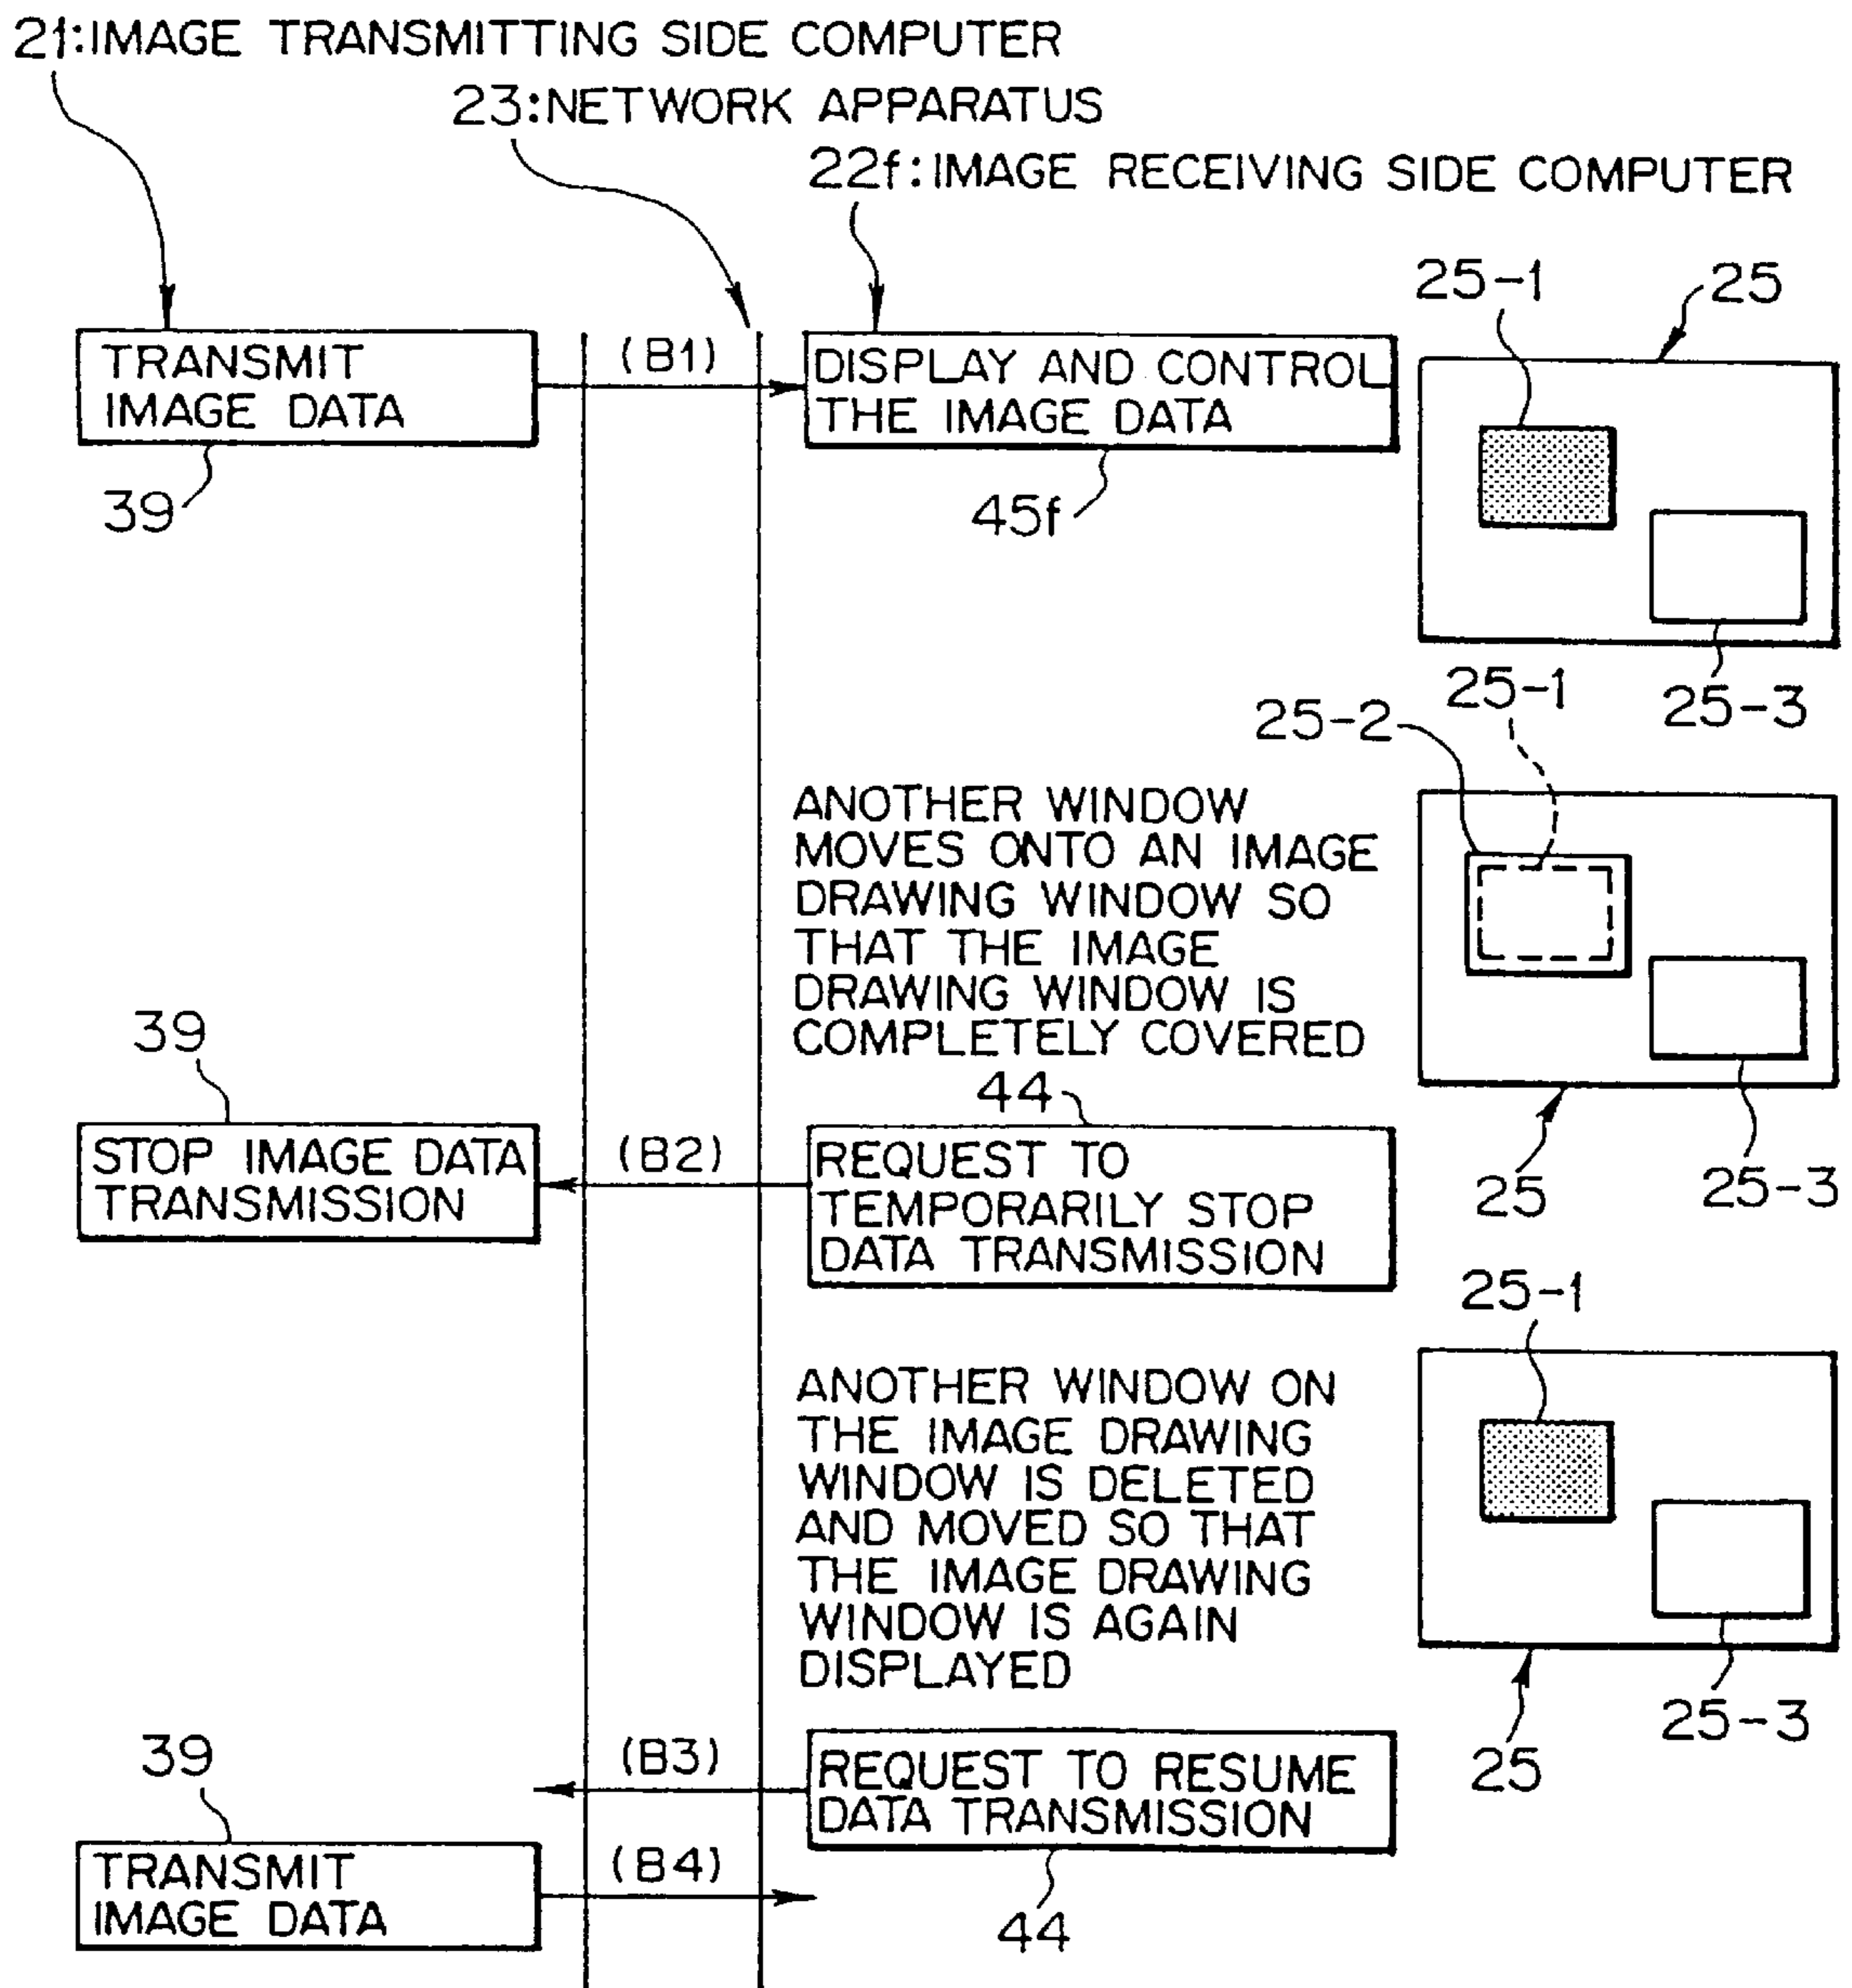 21:IMAGE TRANSMITTING SIDE COMPUTER
23:NETWORK APPARATUS
22f:IMAGE RECEIVING SIDE COMPUTER
25-1
25
TRANSMIT
IMAGE DATA
(B1)
DISPLAY AND CONTROL
THE IMAGE DATA
39
45f
25-3
25-1
25-2
ANOTHER WINDOW
MOVES ONTO AN IMAGE
DRAWING WINDOW SO
THAT THE IMAGE
DRAWING WINDOW IS
COMPLETELY COVERED
39
44
STOP IMAGE DATA
TRANSMISSION
(B2)
REQUEST TO
TEMPORARILY STOP
DATA TRANSMISSION
25
25-3
25-1
ANOTHER WINDOW ON
THE IMAGE DRAWING
WINDOW IS DELETED
AND MOVED SO THAT
THE IMAGE DRAWING
WINDOW IS AGAIN
DISPLAYED
25-3
25
39
(B3)
REQUEST TO RESUME
DATA TRANSMISSION
TRANSMIT
IMAGE DATA
(B4)
44